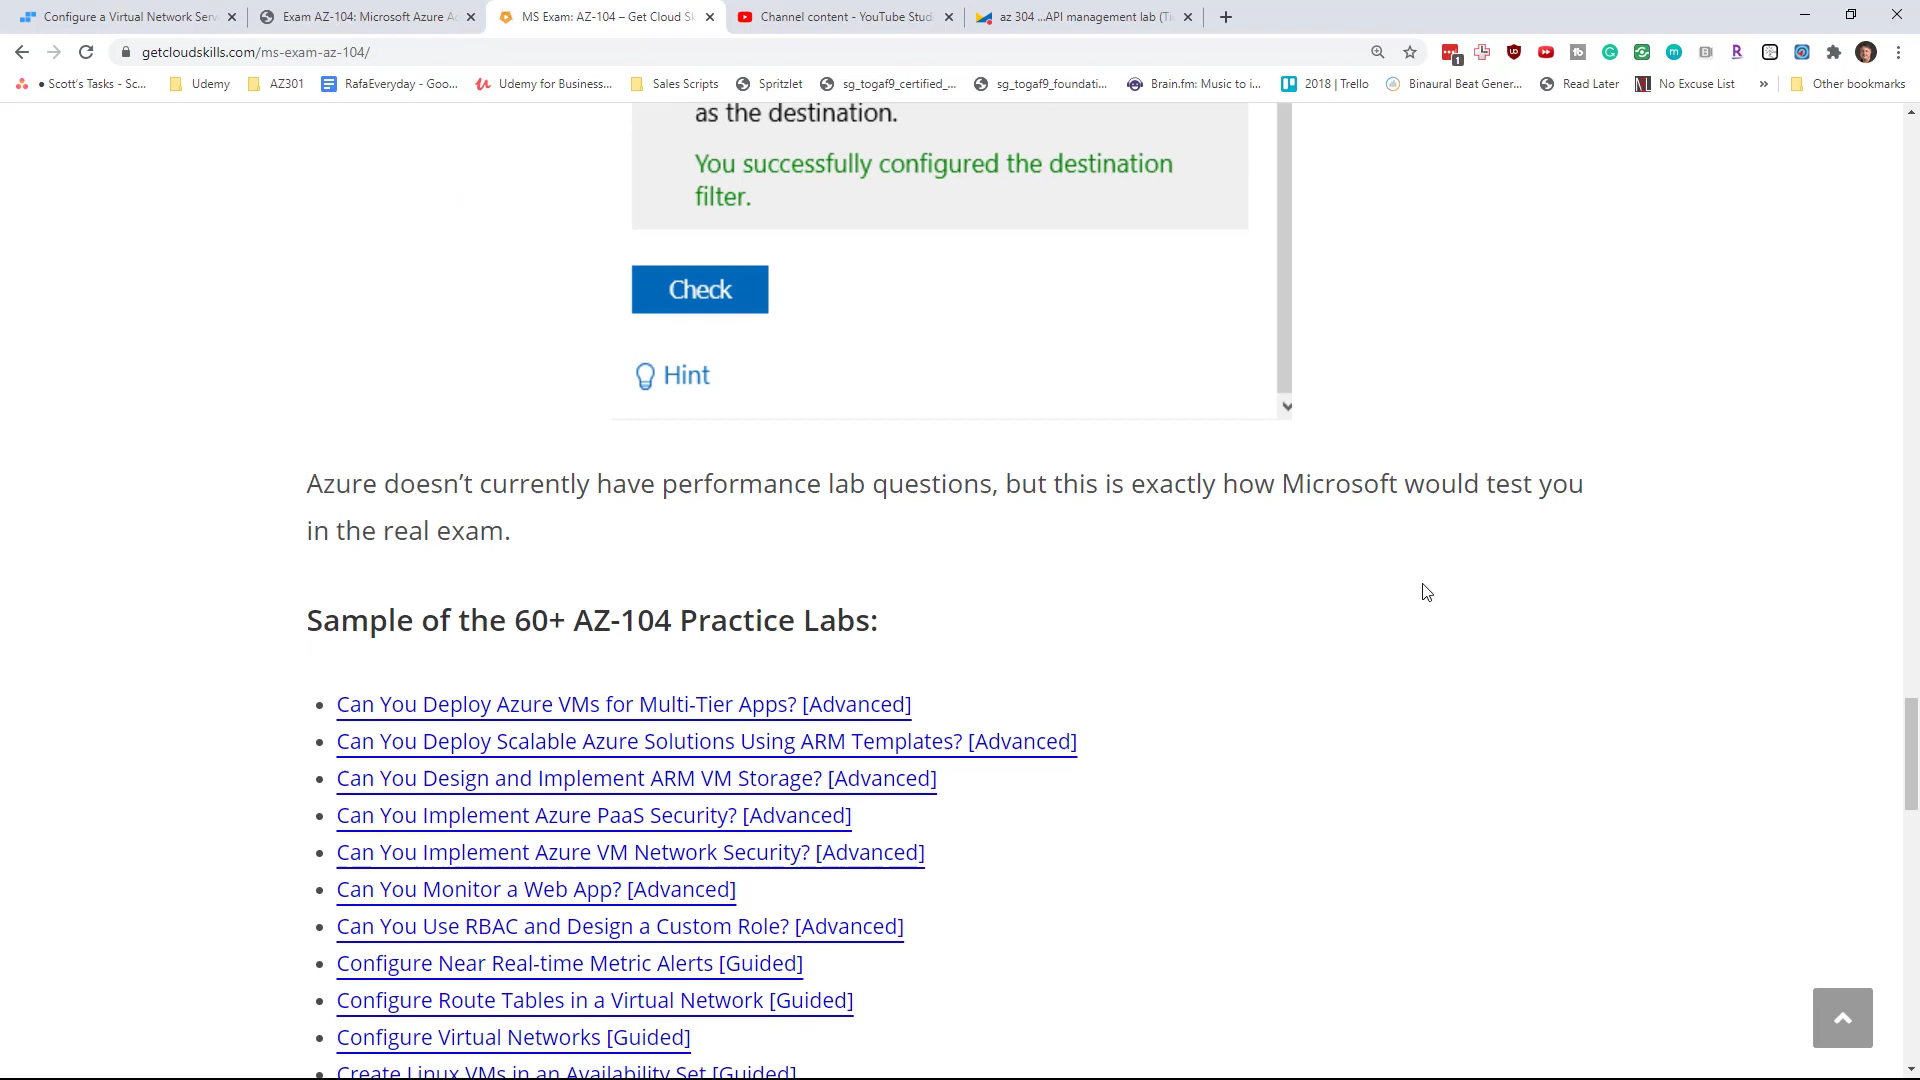 Configure a Virtual Network Serv
Exam AZ-104: Microsoft Azure Ad
MS Exam: AZ-104 – Get Cloud Sk
Channel content - YouTube Studi
az 304 ...API management lab (Ti
getcloudskills.com/ms-exam-az-104/
• Scott's Tasks - Sc...
Udemy
AZ301
RafaEveryday - Goo...
Udemy for Business...
Sales Scripts
Spritzlet
sg_togaf9_certified_...
sg_togaf9_foundati...
Brain.fm: Music to i...
2018 | Trello
Binaural Beat Gener...
Read Later
No Excuse List
»
Other bookmarks
as the destination.
You successfully configured the destination
filter.
Check
Hint
Azure doesn’t currently have performance lab questions, but this is exactly how Microsoft would test you
in the real exam.
Sample of the 60+ AZ-104 Practice Labs:
• Can You Deploy Azure VMs for Multi-Tier Apps? [Advanced]
• Can You Deploy Scalable Azure Solutions Using ARM Templates? [Advanced]
• Can You Design and Implement ARM VM Storage? [Advanced]
• Can You Implement Azure PaaS Security? [Advanced]
• Can You Implement Azure VM Network Security? [Advanced]
• Can You Monitor a Web App? [Advanced]
• Can You Use RBAC and Design a Custom Role? [Advanced]
• Configure Near Real-time Metric Alerts [Guided]
• Configure Route Tables in a Virtual Network [Guided]
• Configure Virtual Networks [Guided]
• Create Linux VMs in an Availability Set [Guided]